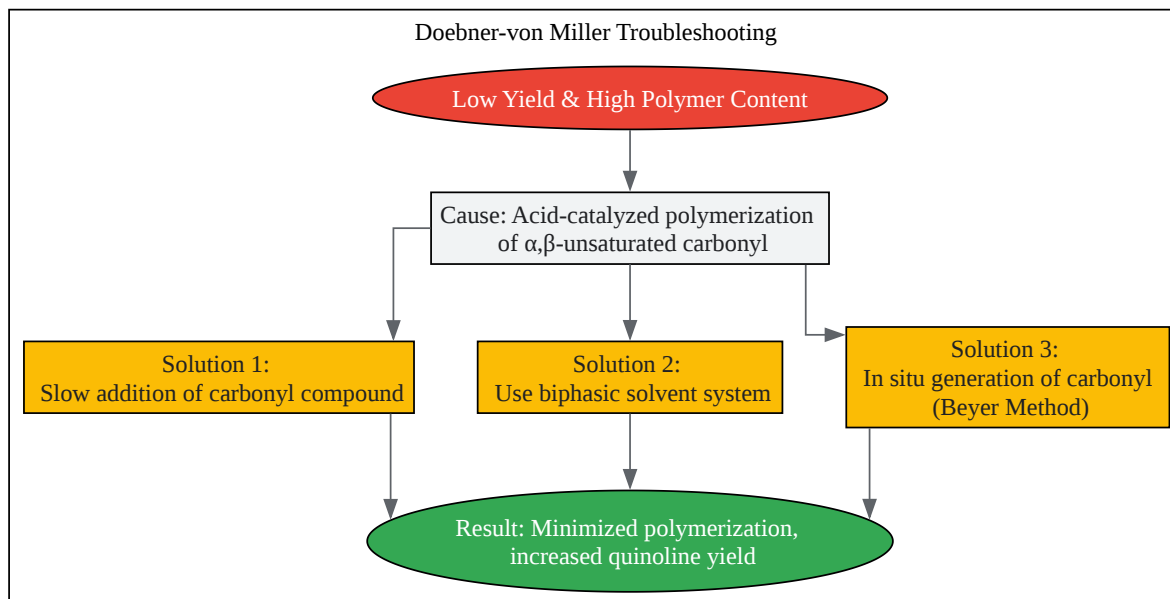 Doebner-von Miller Troubleshooting
Low Yield & High Polymer Content
Cause: Acid-catalyzed polymerization
of α,β-unsaturated carbonyl
Solution 1:
Slow addition of carbonyl compound
Solution 2:
Use biphasic solvent system
Solution 3:
In situ generation of carbonyl
(Beyer Method)
Result: Minimized polymerization,
increased quinoline yield